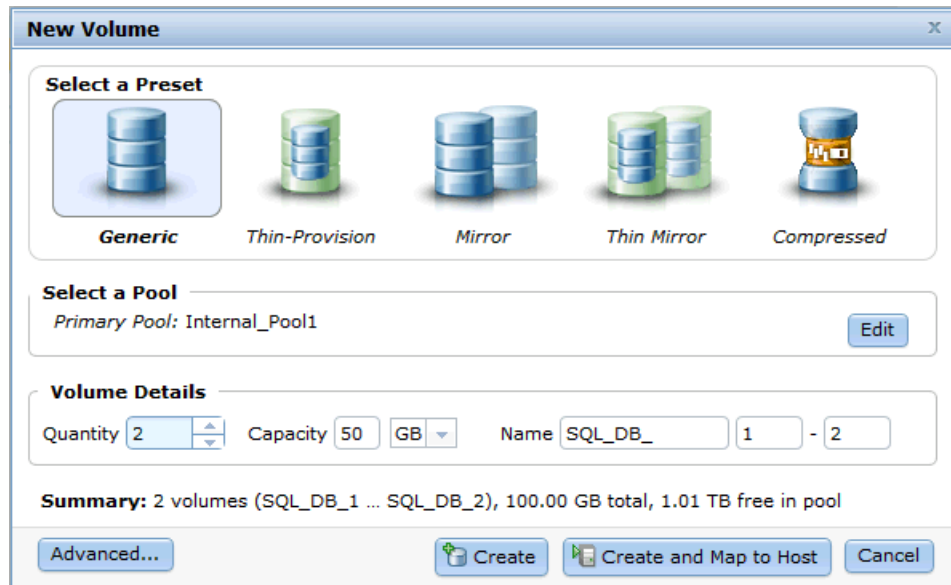 New Volume x
Select a Preset
Generic Thin-Provision Mirror Thin Mirror Compressed
Select a Pool
Primary Pool: Internal_Pool1 Edit
Volume Details
Quantity 2 Capacity 50 GB Name SQL_DB_ 1 - 2
Summary: 2 volumes (SQL_DB_1 ... SQL_DB_2), 100.00 GB total, 1.01 TB free in pool
Advanced... Create Create and Map to Host Cancel